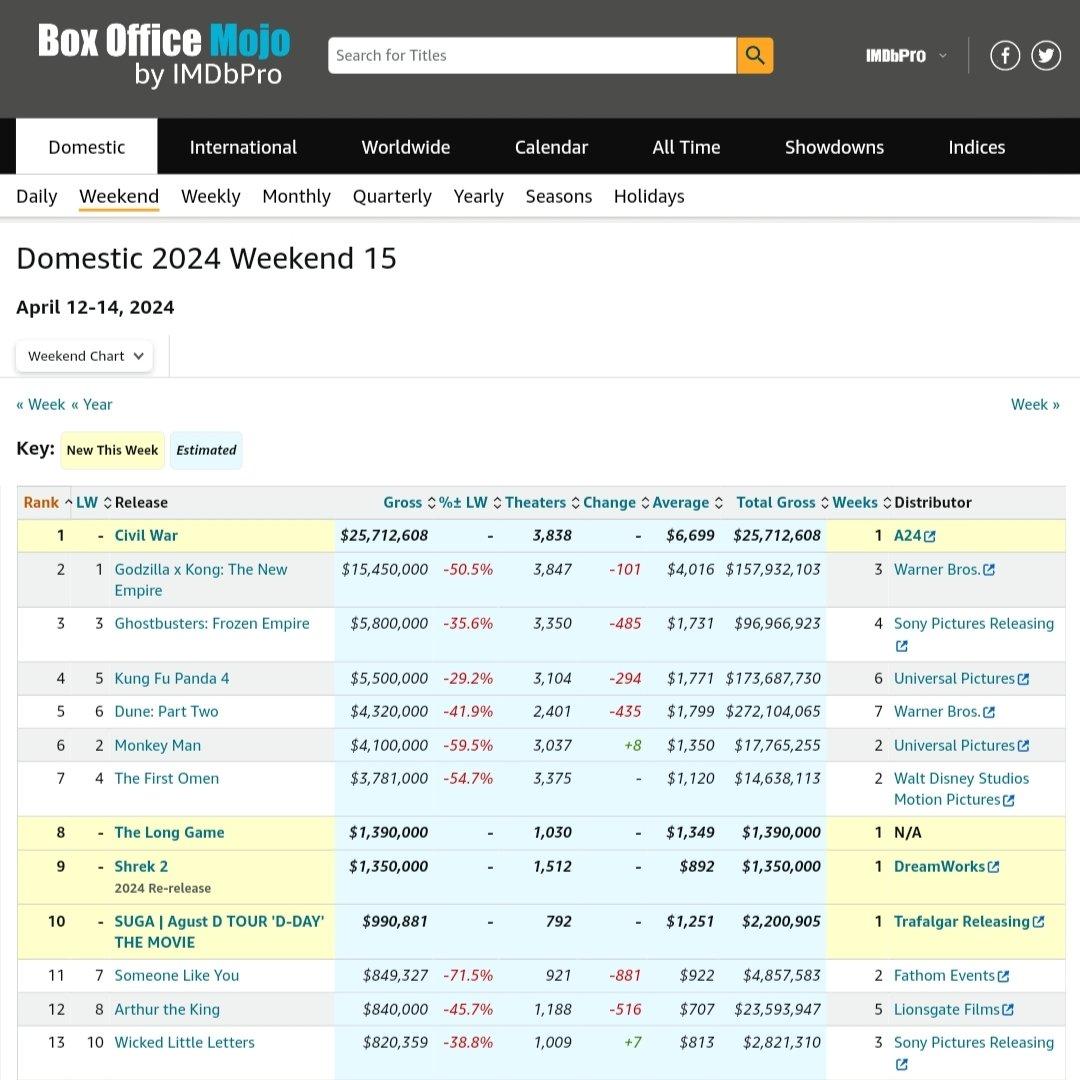 Box Office Mojo
by IMDbPro
Search for Titles
IMDbPro
Domestic International Worldwide Calendar All Time Showdowns Indices
Daily Weekend Weekly Monthly Quarterly Yearly Seasons Holidays
Domestic 2024 Weekend 15
April 12-14, 2024
Weekend Chart
« Week « Year Week »
Key: New This Week Estimated
Rank LW Release Gross %± LW Theaters Change Average Total Gross Weeks Distributor
1 - Civil War $25,712,608 - 3,838 - $6,699 $25,712,608 1 A24
2 1 Godzilla x Kong: The New $15,450,000 -50.5% 3,847 -101 $4,016 $157,932,103 3 Warner Bros.
Empire
3 3 Ghostbusters: Frozen Empire $5,800,000 -35.6% 3,350 -485 $1,731 $96,966,923 4 Sony Pictures Releasing
4 5 Kung Fu Panda 4 $5,500,000 -29.2% 3,104 -294 $1,771 $173,687,730 6 Universal Pictures
5 6 Dune: Part Two $4,320,000 -41.9% 2,401 -435 $1,799 $272,104,065 7 Warner Bros.
6 2 Monkey Man $4,100,000 -59.5% 3,037 +8 $1,350 $17,765,255 2 Universal Pictures
7 4 The First Omen $3,781,000 -54.7% 3,375 - $1,120 $14,638,113 2 Walt Disney Studios
Motion Pictures
8 - The Long Game $1,390,000 - 1,030 - $1,349 $1,390,000 1 N/A
9 - Shrek 2 $1,350,000 - 1,512 - $892 $1,350,000 1 DreamWorks
2024 Re-release
10 - SUGA | Agust D TOUR 'D-DAY' $990,881 - 792 - $1,251 $2,200,905 1 Trafalgar Releasing
THE MOVIE
11 7 Someone Like You $849,327 -71.5% 921 -881 $922 $4,857,583 2 Fathom Events
12 8 Arthur the King $840,000 -45.7% 1,188 -516 $707 $23,593,947 5 Lionsgate Films
13 10 Wicked Little Letters $820,359 -38.8% 1,009 +7 $813 $2,821,310 3 Sony Pictures Releasing